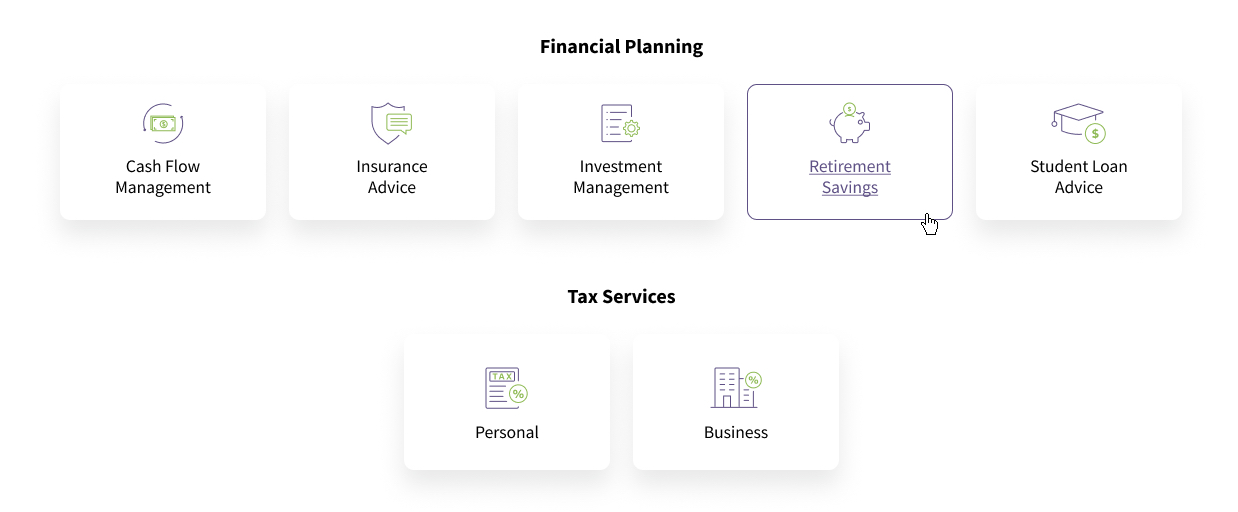 Financial Planning
Cash Flow
Management
Insurance
Advice
Investment
Management
Retirement
Savings
Student Loan
Advice
Tax Services
TAX
%
Personal
%
Business